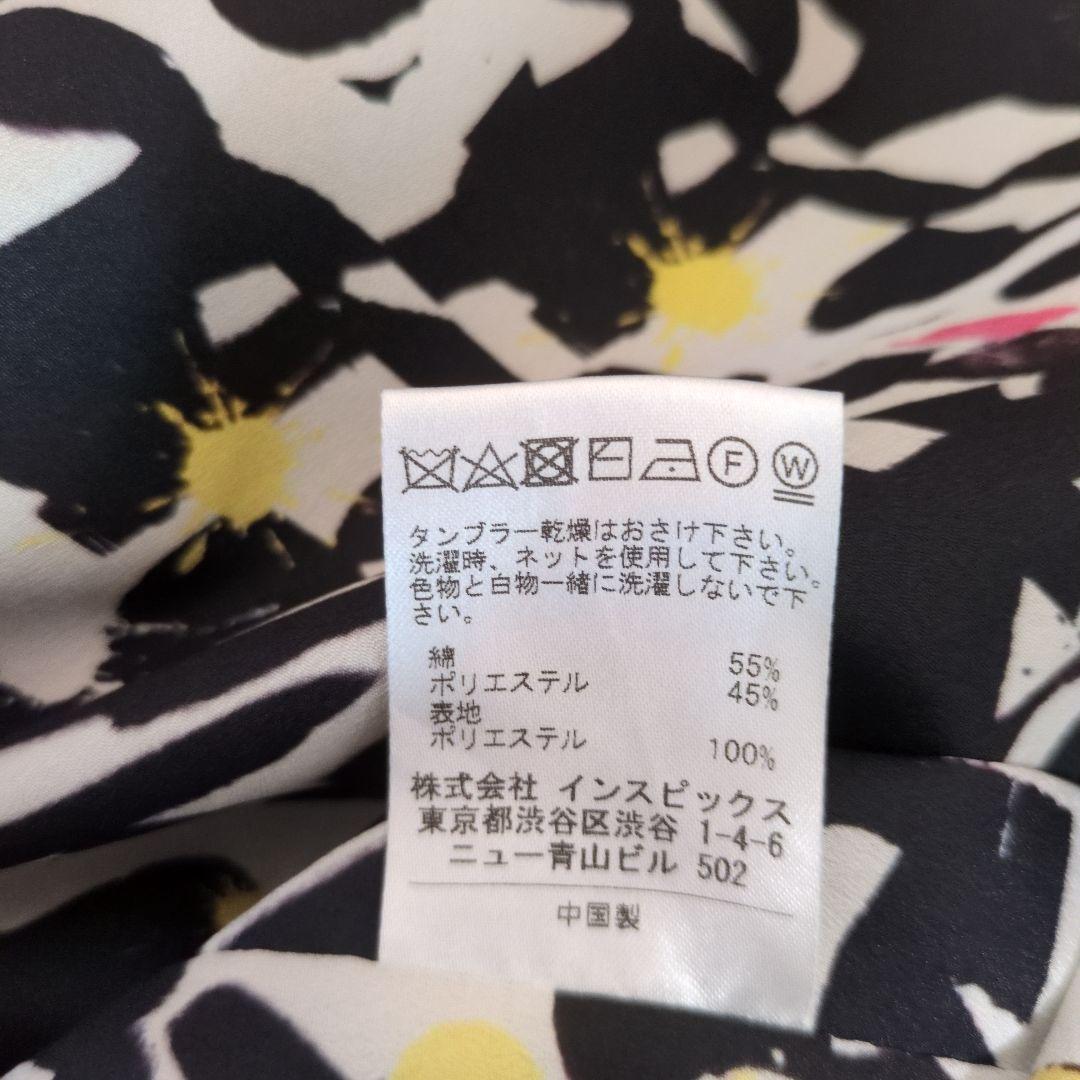 F W
タンブラー乾燥はおさけ下さい。
洗濯時、ネットを使用して下さい。
色物と白物一緒に洗濯しないで下
さい。
綿 55%
ポリエステル 45%
表地
ポリエステル 100%
株式会社 インスピックス
東京都渋谷区渋谷 1-4-6
ニュー青山ビル 502
中国製